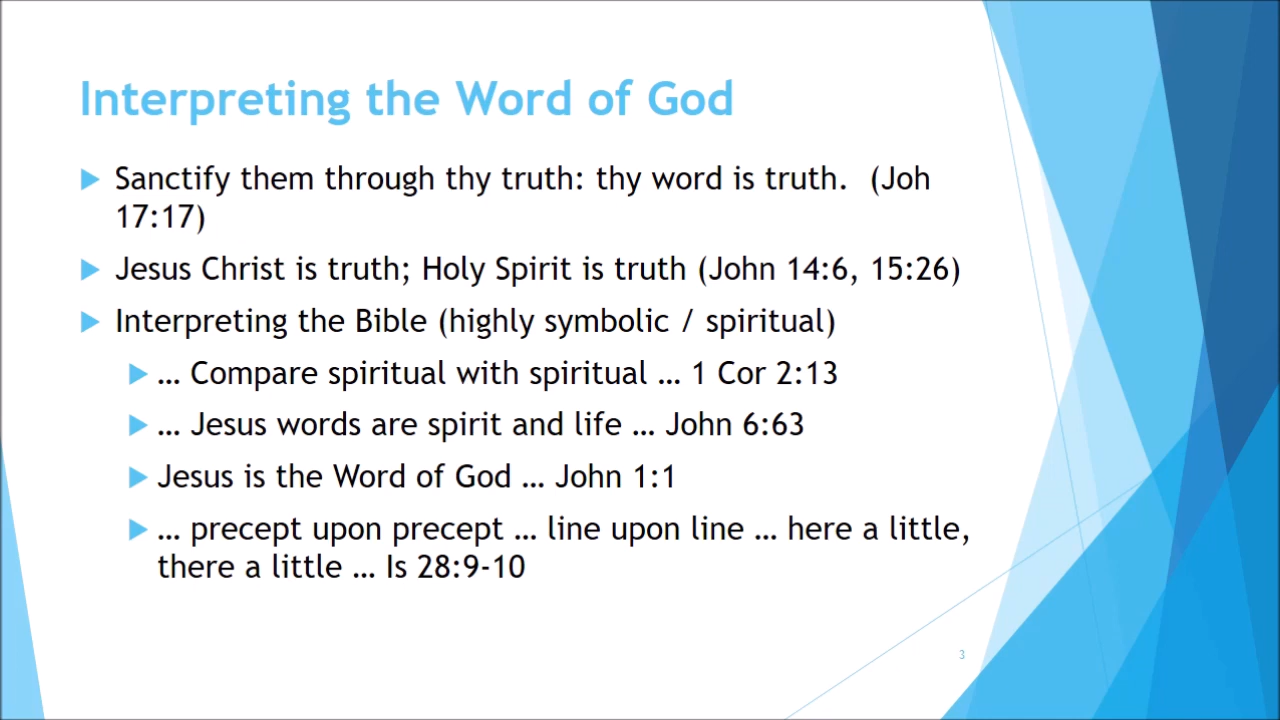 Interpreting the Word of God
Sanctify them through thy truth: thy word is truth.  (Joh
17:17)
Jesus Christ is truth; Holy Spirit is truth (John 14:6, 15:26)
Interpreting the Bible (highly symbolic / spiritual)
… Compare spiritual with spiritual … 1 Cor 2:13
… Jesus words are spirit and life … John 6:63
Jesus is the Word of God … John 1:1
… precept upon precept … line upon line … here a little,
there a little … Is 28:9-10
3